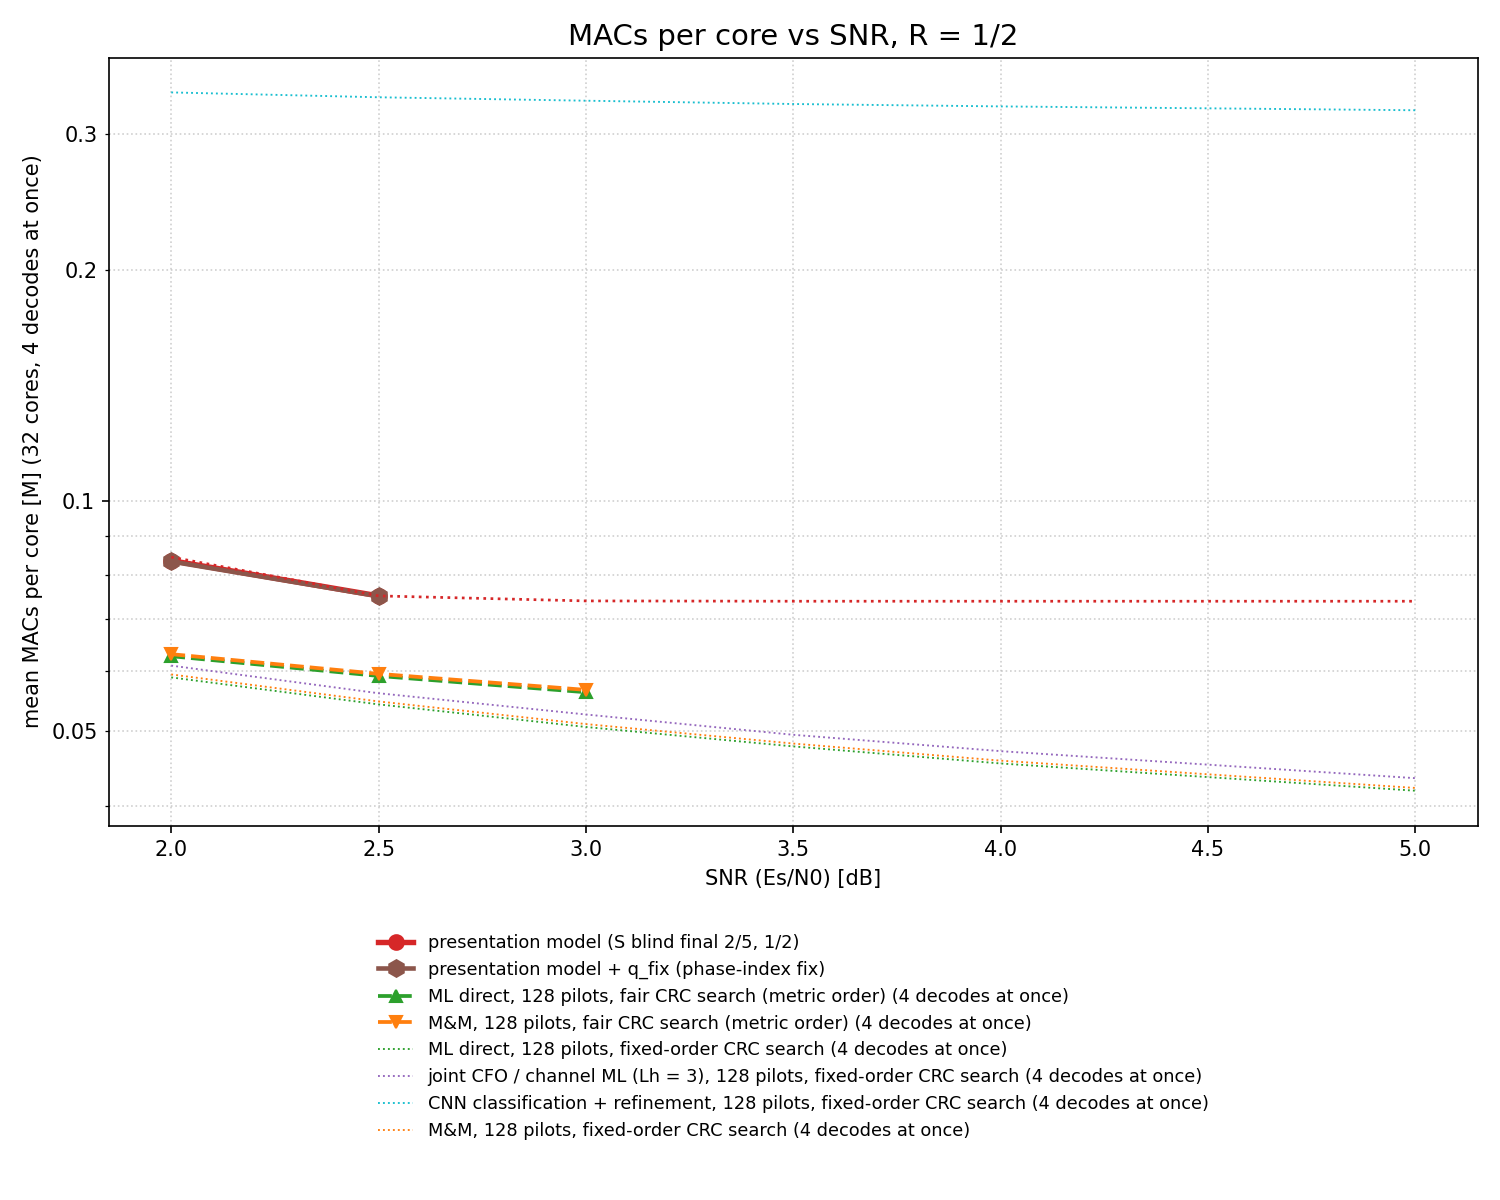 MACs per core vs SNR, R = 1/2
mean MACs per core [M] (32 cores, 4 decodes at once)
0.3
0.2
0.1
0.05
2.0 2.5 3.0 3.5 4.0 4.5 5.0
SNR (Es/N0) [dB]
presentation model (S blind final 2/5, 1/2)
presentation model + q_fix (phase-index fix)
ML direct, 128 pilots, fair CRC search (metric order) (4 decodes at once)
M&M, 128 pilots, fair CRC search (metric order) (4 decodes at once)
ML direct, 128 pilots, fixed-order CRC search (4 decodes at once)
joint CFO / channel ML (Lh = 3), 128 pilots, fixed-order CRC search (4 decodes at once)
CNN classification + refinement, 128 pilots, fixed-order CRC search (4 decodes at once)
M&M, 128 pilots, fixed-order CRC search (4 decodes at once)